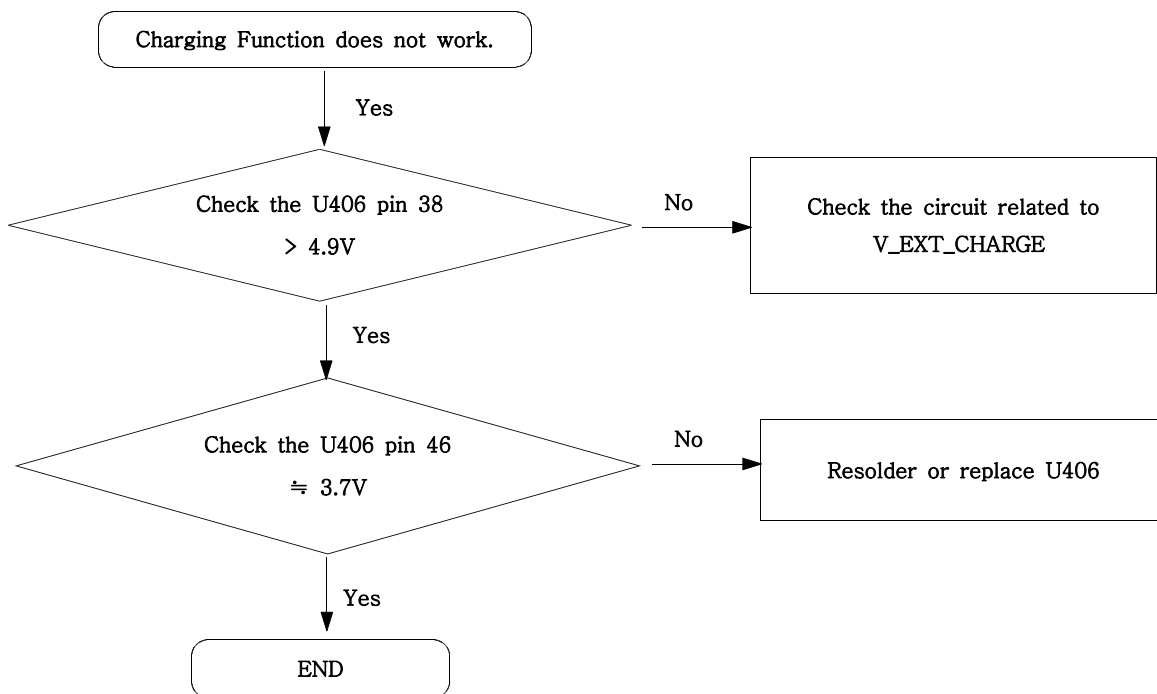 Charging Function does not work.
Yes
Check the U406 pin 38
> 4.9V
No
Check the circuit related to
V_EXT_CHARGE
Yes
Check the U406 pin 46
≒ 3.7V
No
Resolder or replace U406
Yes
END